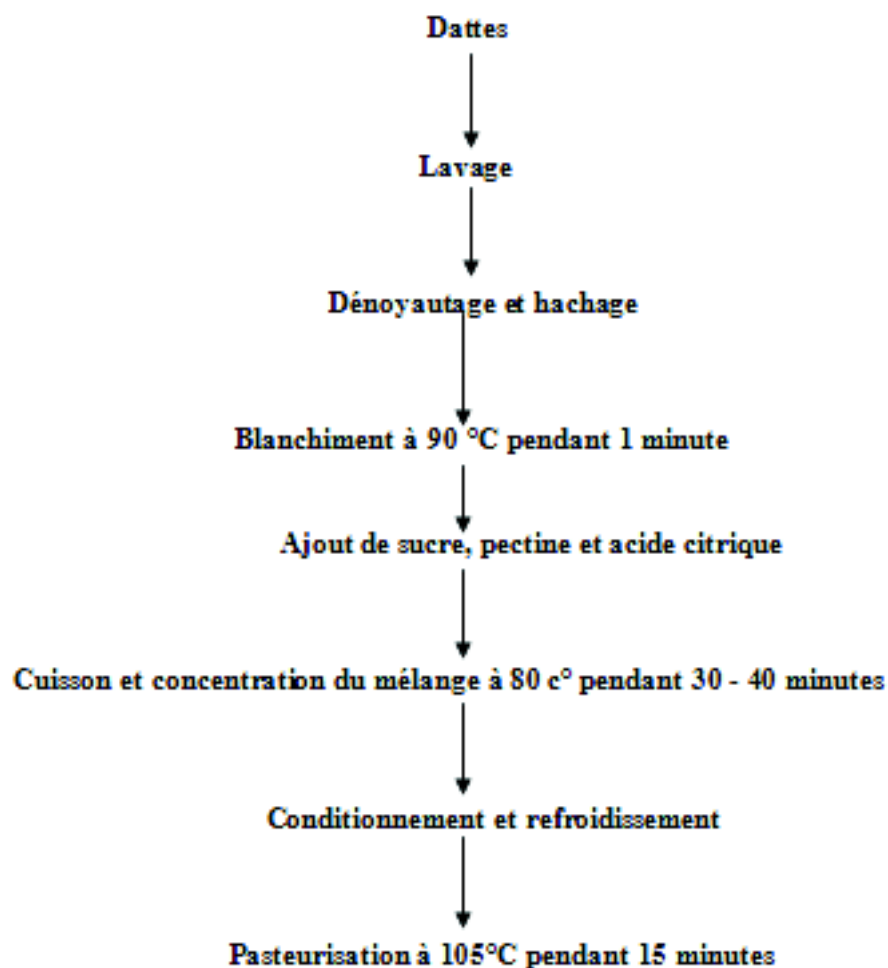 Dattes
Lavage
Dénoyautage et hachage
Blanchiment à 90 °C pendant 1 minute
Ajout de sucre, pectine et acide citrique
Cuisson et concentration du mélange à 80 c° pendant 30 - 40 minutes
Conditionnement et refroidissement
Pasteurisation à 105°C pendant 15 minutes